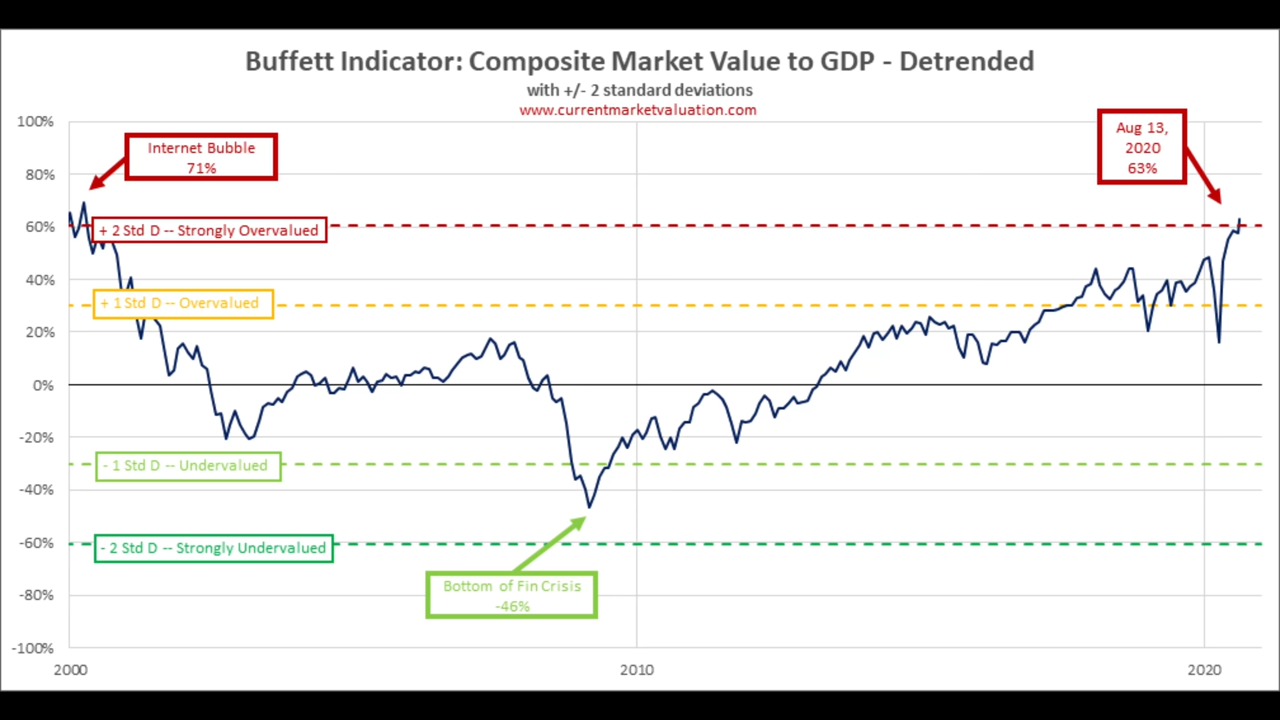 Buffett Indicator: Composite Market Value to GDP - Detrended
with +/- 2 standard deviations
www.currentmarketvaluation.com
100%
80%
60%
40%
20%
0%
-20%
-40%
-60%
-80%
-100%
Internet Bubble
71%
Aug 13,
2020
63%
+ 2 Std D -- Strongly Overvalued
+ 1 Std D -- Overvalued
- 1 Std D -- Undervalued
- 2 Std D -- Strongly Undervalued
Bottom of Fin Crisis
-46%
2000
2010
2020